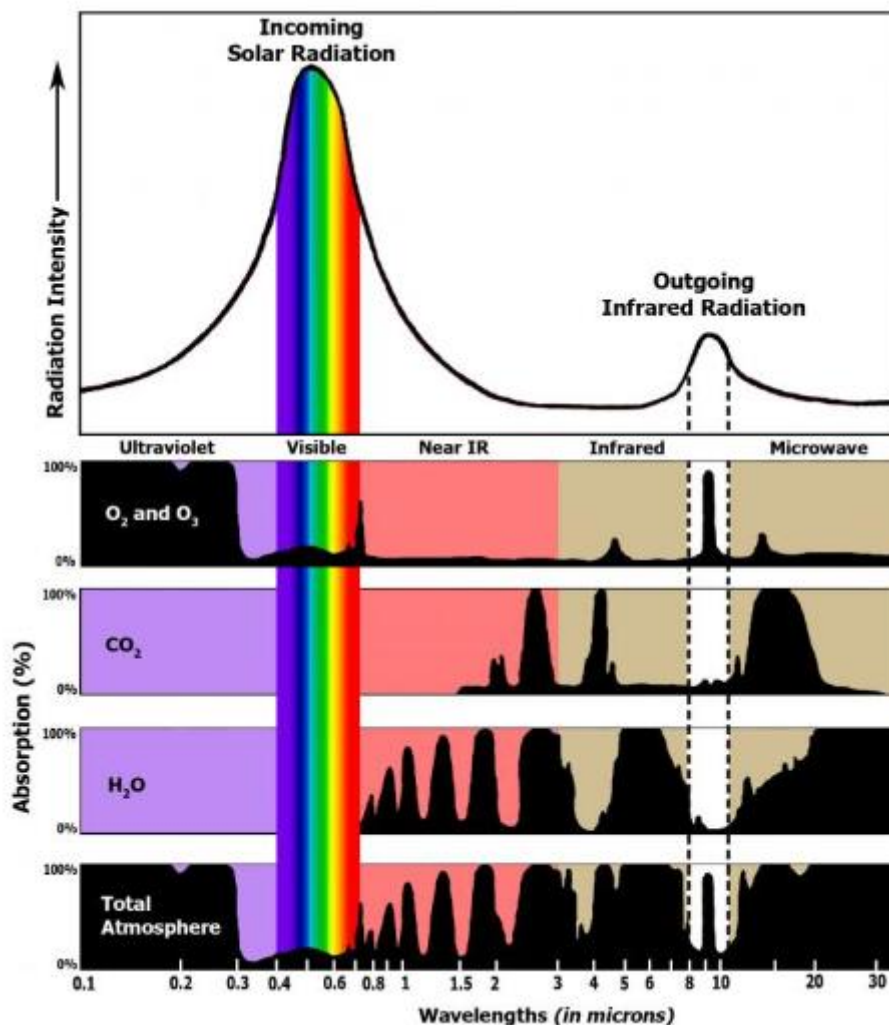 Incoming
Solar Radiation
Radiation Intensity
Outgoing
Infrared Radiation
Ultraviolet Visible Near IR Infrared Microwave
100%
O₂ and O₃
0%
100%
CO₂
0%
100%
H₂O
0%
100%
Total
Atmosphere
0%
Absorption (%)
0.1 0.2 0.3 0.4 0.6 0.8 1 1.5 2 3 4 5 6 8 10 20 30
Wavelengths (in microns)